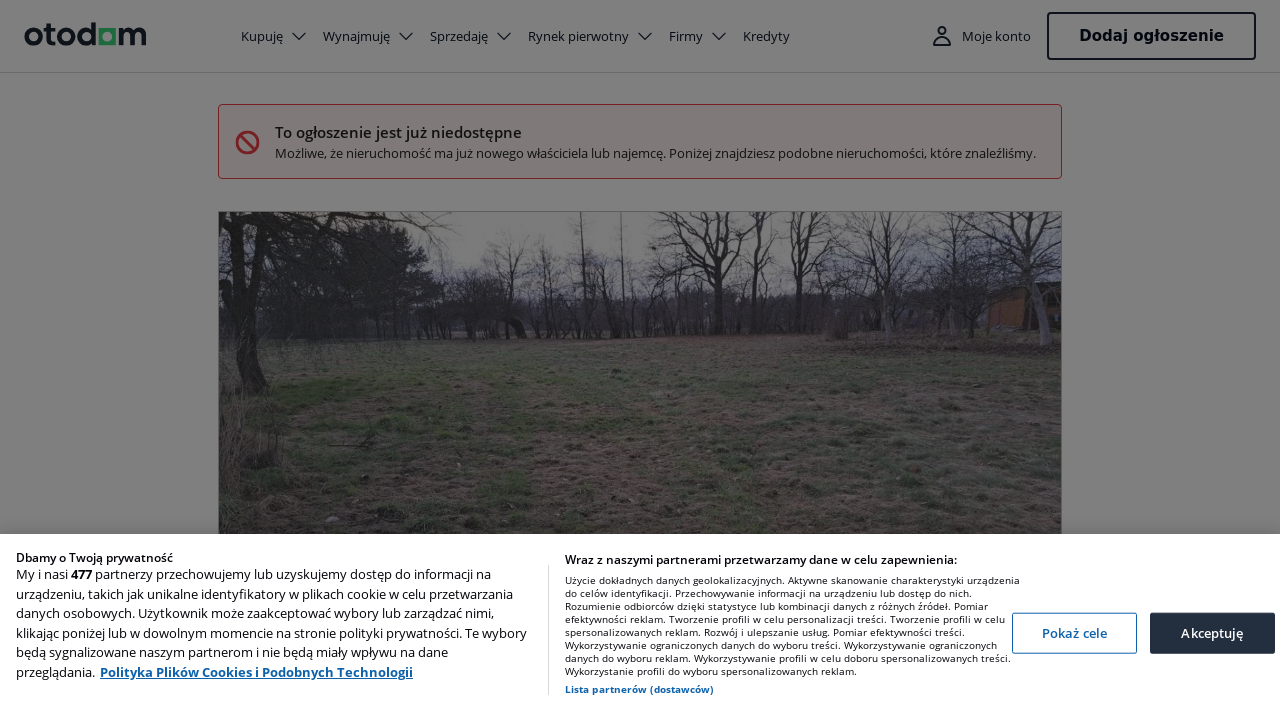 otodom
Kupuję
Wynajmuję
Sprzedaję
Rynek pierwotny
Firmy
Kredyty
Moje konto
Dodaj ogłoszenie
To ogłoszenie jest już niedostępne
Możliwe, że nieruchomość ma już nowego właściciela lub najemcę. Poniżej znajdziesz podobne nieruchomości, które znaleźliśmy.
Dbamy o Twoją prywatność
My i nasi 477 partnerzy przechowujemy lub uzyskujemy dostęp do informacji na
urządzeniu, takich jak unikalne identyfikatory w plikach cookie w celu przetwarzania
danych osobowych. Użytkownik może zaakceptować wybory lub zarządzać nimi,
klikając poniżej lub w dowolnym momencie na stronie polityki prywatności. Te wybory
będą sygnalizowane naszym partnerom i nie będą miały wpływu na dane
przeglądania. Polityka Plików Cookies i Podobnych Technologii
Wraz z naszymi partnerami przetwarzamy dane w celu zapewnienia:
Użycie dokładnych danych geolokalizacyjnych. Aktywne skanowanie charakterystyki urządzenia
do celów identyfikacji. Przechowywanie informacji na urządzeniu lub dostęp do nich.
Rozumienie odbiorców dzięki statystyce lub kombinacji danych z różnych źródeł. Pomiar
efektywności reklam. Tworzenie profili w celu personalizacji treści. Tworzenie profili w celu
spersonalizowanych reklam. Rozwój i ulepszanie usług. Pomiar efektywności treści.
Wykorzystywanie ograniczonych danych do wyboru treści. Wykorzystywanie ograniczonych
danych do wyboru reklam. Wykorzystywanie profili w celu doboru spersonalizowanych treści.
Wykorzystanie profili do wyboru spersonalizowanych reklam.
Lista partnerów (dostawców)
Pokaż cele
Akceptuję